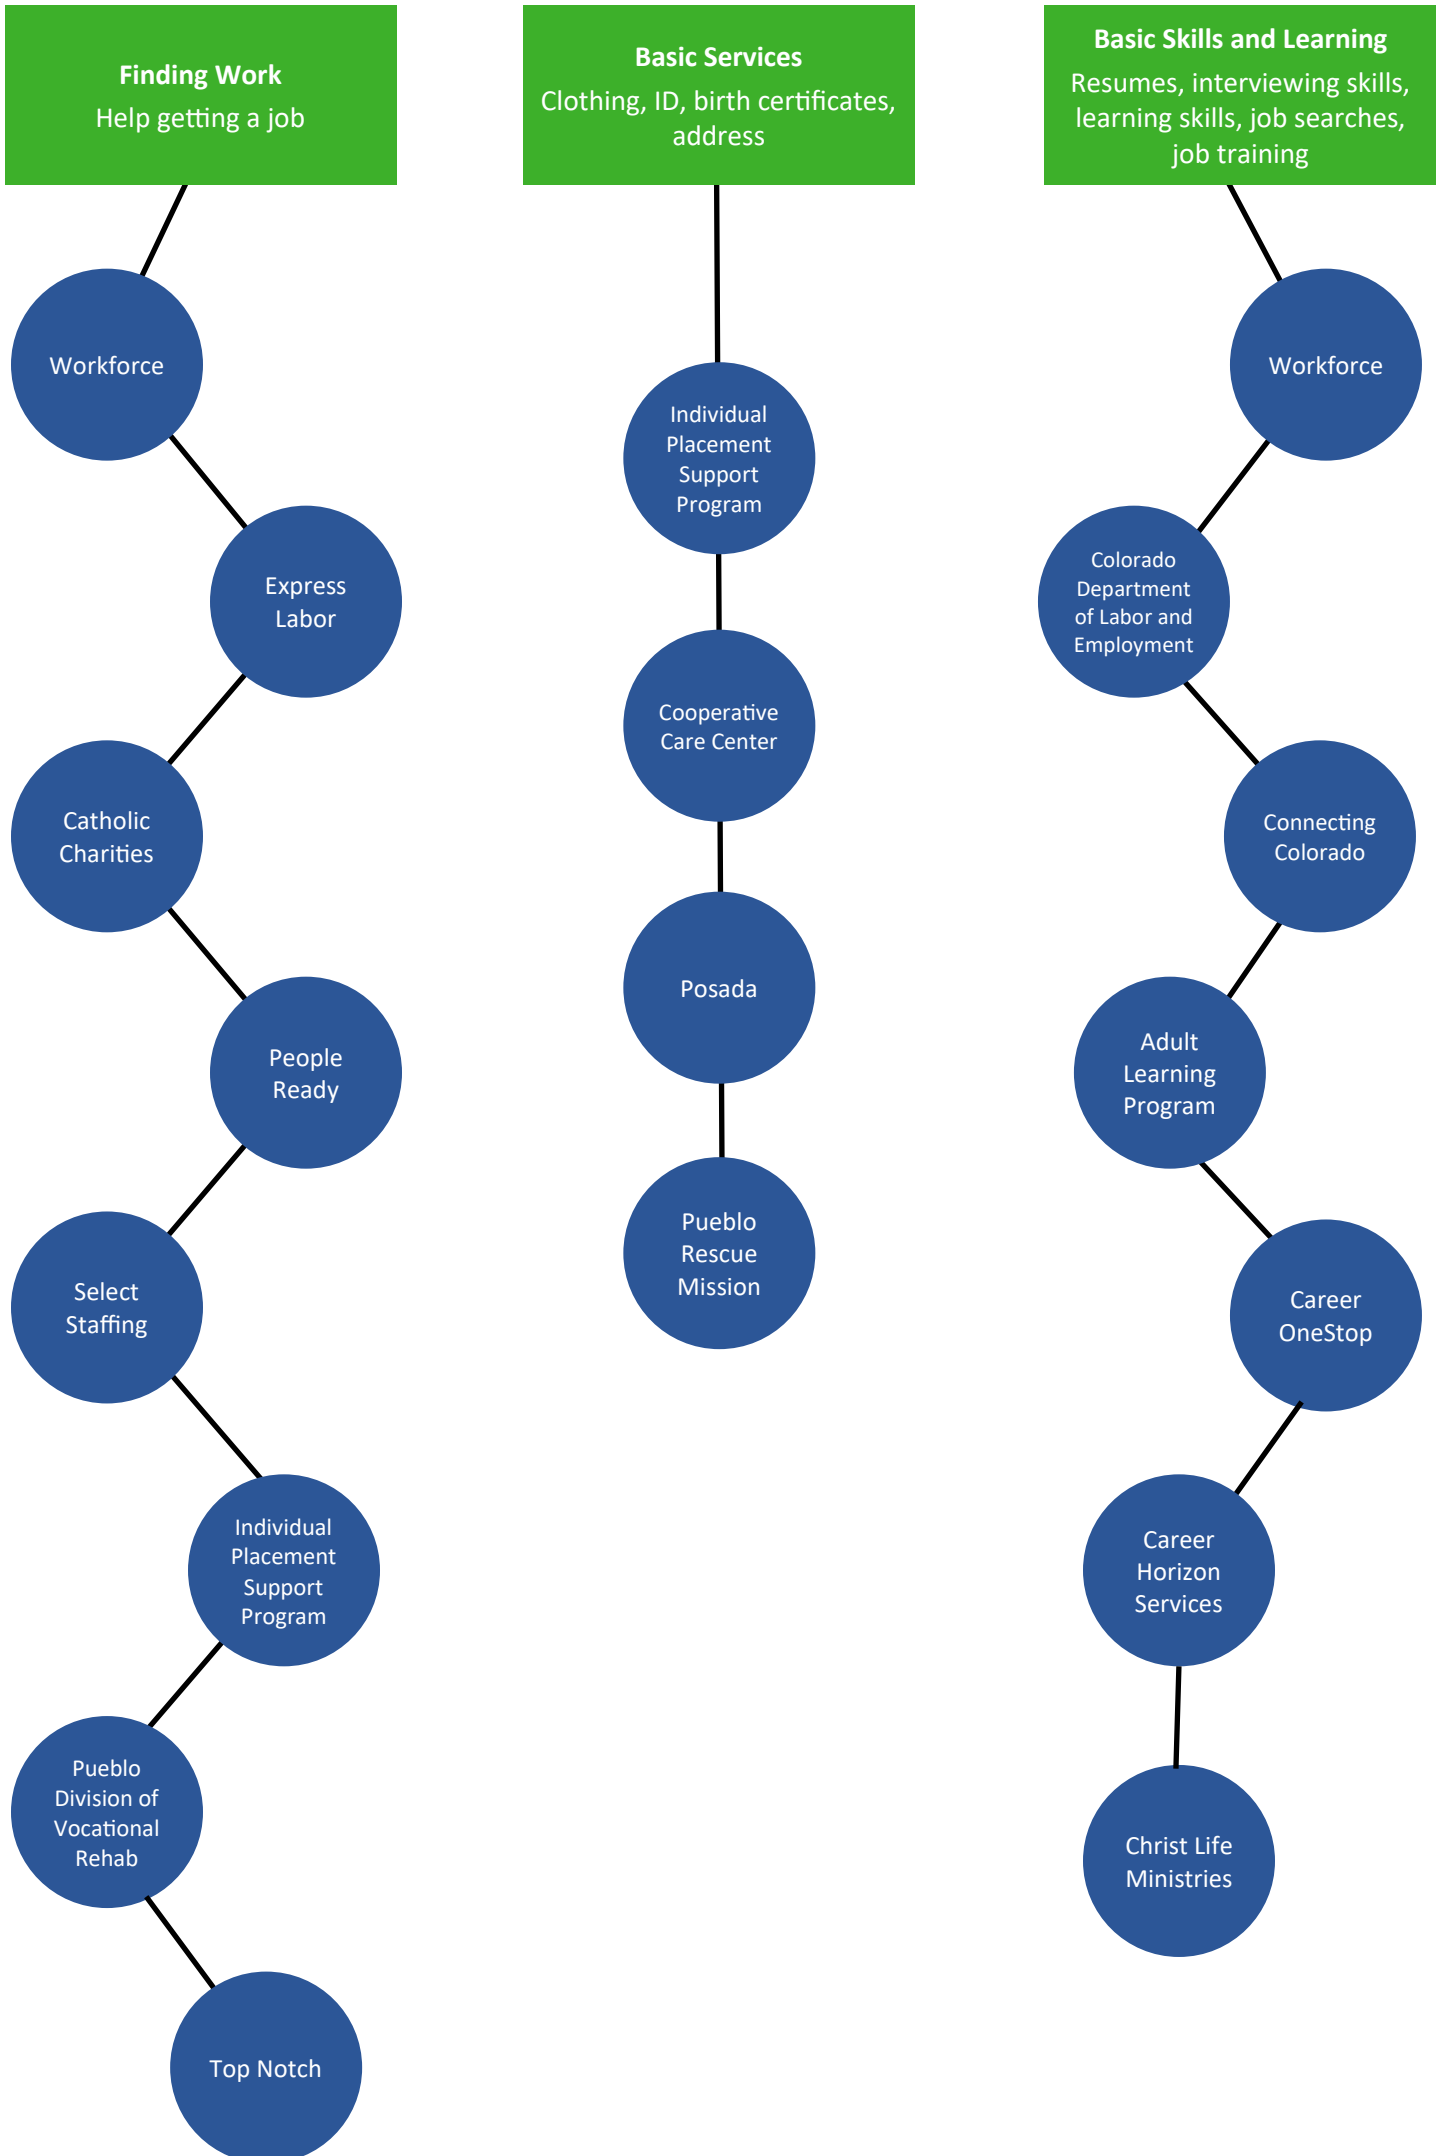 Finding Work
Help getting a job
Workforce
Express
Labor
Catholic
Charities
People
Ready
Select
Staffing
Individual
Placement
Support
Program
Pueblo
Division of
Vocational
Rehab
Top Notch
Basic Services
Clothing, ID, birth certificates,
address
Individual
Placement
Support
Program
Cooperative
Care Center
Posada
Pueblo
Rescue
Mission
Basic Skills and Learning
Resumes, interviewing skills,
learning skills, job searches,
job training
Workforce
Colorado
Department
of Labor and
Employment
Connecting
Colorado
Adult
Learning
Program
Career
OneStop
Career
Horizon
Services
Christ Life
Ministries